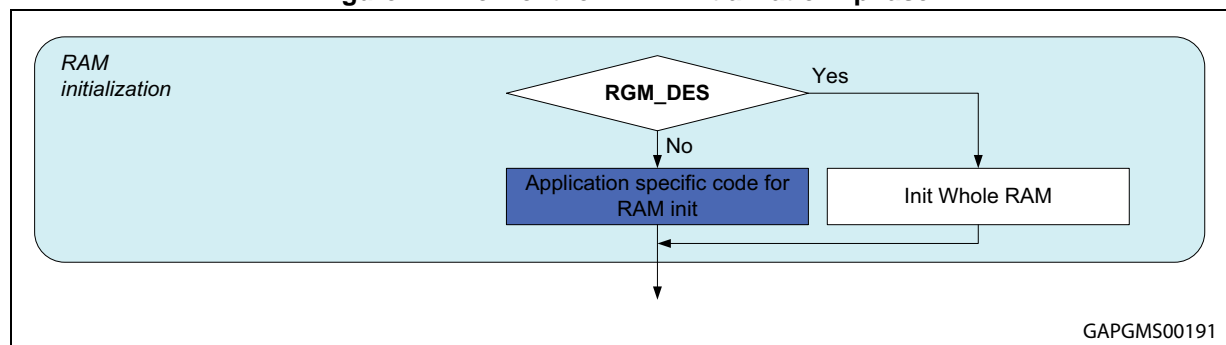 RAM
initialization
RGM_DES
Yes
No
Application specific code for
RAM init
Init Whole RAM
GAPGMS00191